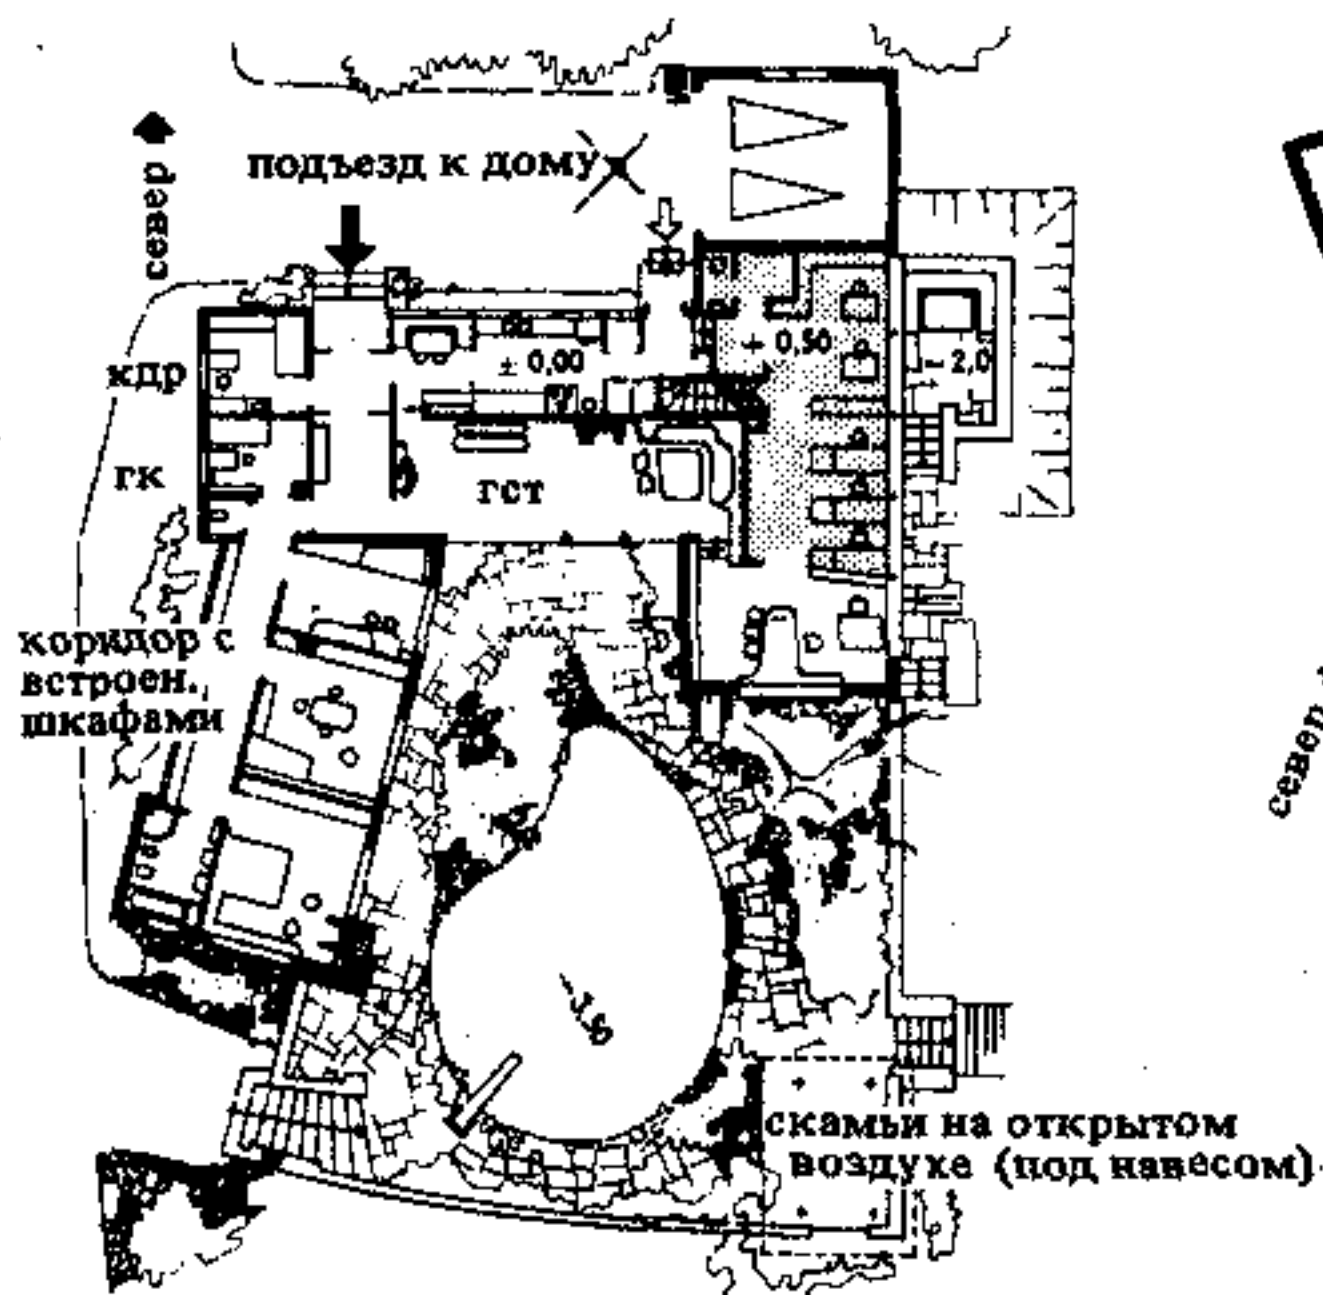 север
подъезд к дому
+ 0,50
± 0,00
- 2,0
кдр
гк
гст
коридор с
встроен.,
шкафами
север
-1,8
скамьи на открытом
воздухе (под навесом)